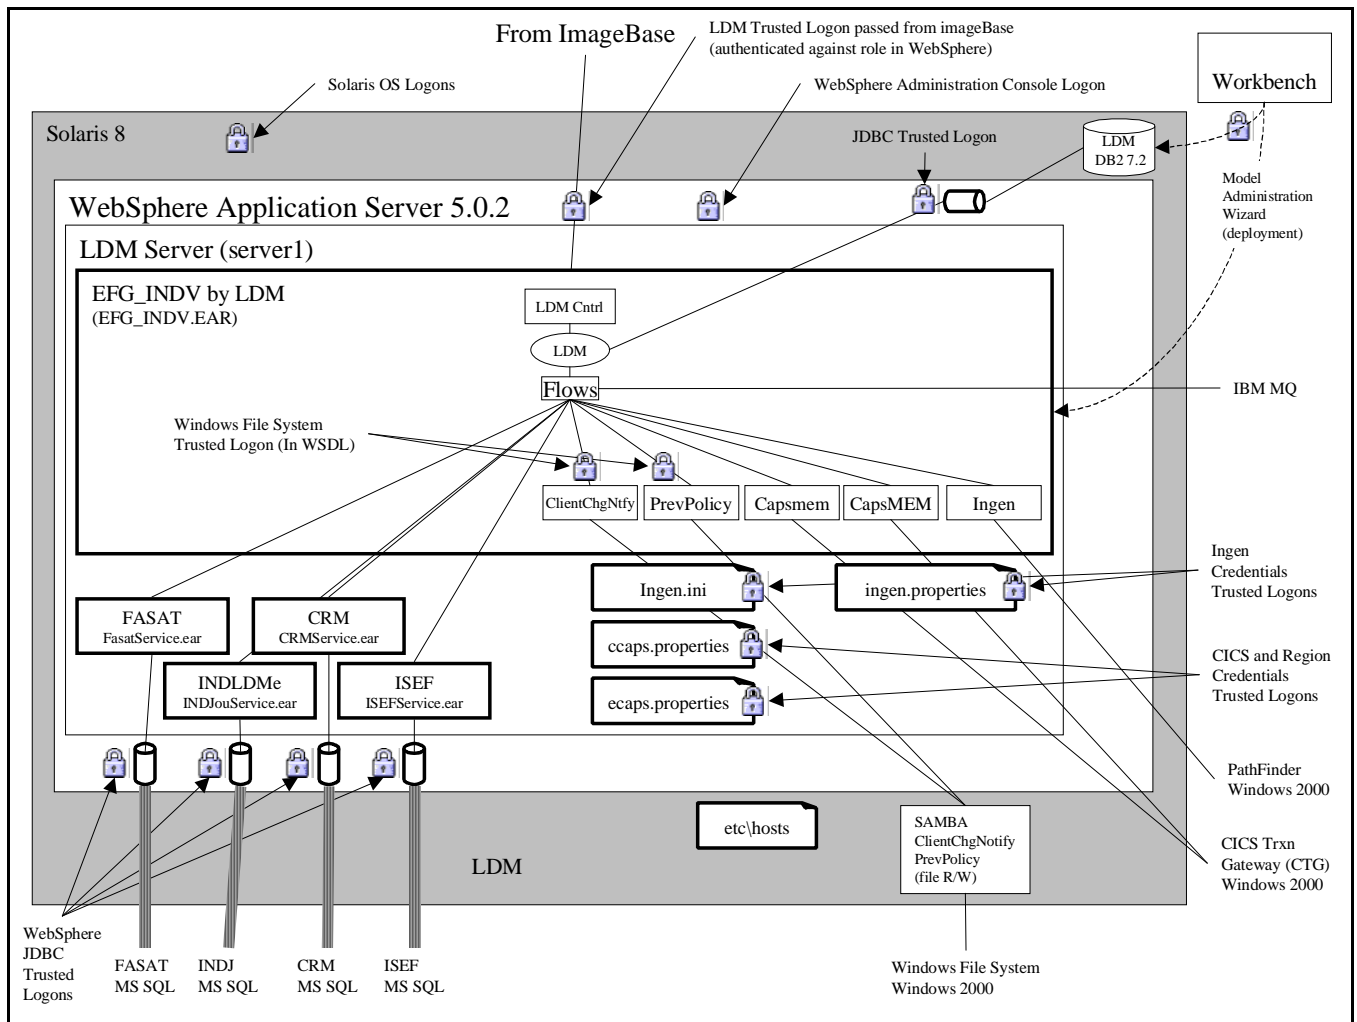 From ImageBase
LDM Trusted Logon passed from imageBase
(authenticated against role in WebSphere)
Solaris OS Logons
WebSphere Administration Console Logon
Workbench
Solaris 8
JDBC Trusted Logon
LDM
DB2 7.2
Model
Administration
Wizard
(deployment)
WebSphere Application Server 5.0.2
LDM Server (server1)
EFG_INDV by LDM
(EFG_INDV.EAR)
LDM Cntrl
LDM
Flows
IBM MQ
Windows File System
Trusted Logon (In WSDL)
ClientChgNtfy
PrevPolicy
Capsmem
CapsMEM
Ingen
Ingen
Credentials
Trusted Logons
Ingen.ini
ingen.properties
FASAT
FasatService.ear
CRM
CRMService.ear
ccaps.properties
CICS and Region
Credentials
Trusted Logons
INDLDMe
INDJouService.ear
ISEF
ISEFService.ear
ecaps.properties
PathFinder
Windows 2000
etc\hosts
SAMBA
ClientChgNotify
PrevPolicy
(file R/W)
CICS Trxn
Gateway (CTG)
Windows 2000
LDM
WebSphere
JDBC
Trusted
Logons
FASAT
MS SQL
INDJ
MS SQL
CRM
MS SQL
ISEF
MS SQL
Windows File System
Windows 2000